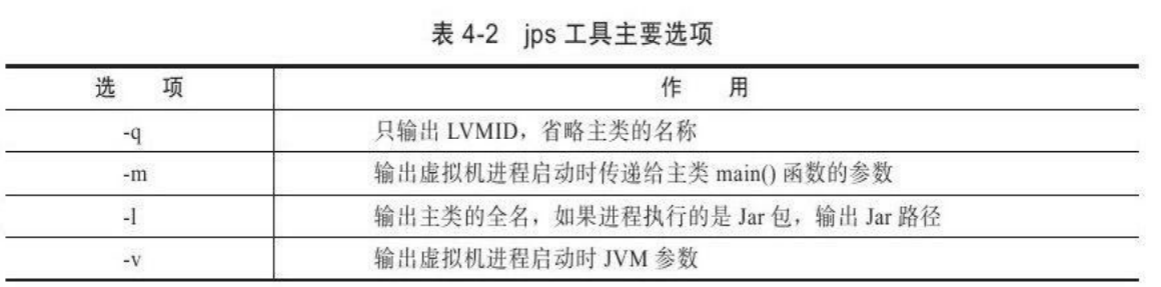 表 4-2 jps 工具主要选项
选 项 作 用
-q 只输出 LVMID，省略主类的名称
-m 输出虚拟机进程启动时传递给主类 main() 函数的参数
-l 输出主类的全名，如果进程执行的是 Jar 包，输出 Jar 路径
-v 输出虚拟机进程启动时 JVM 参数